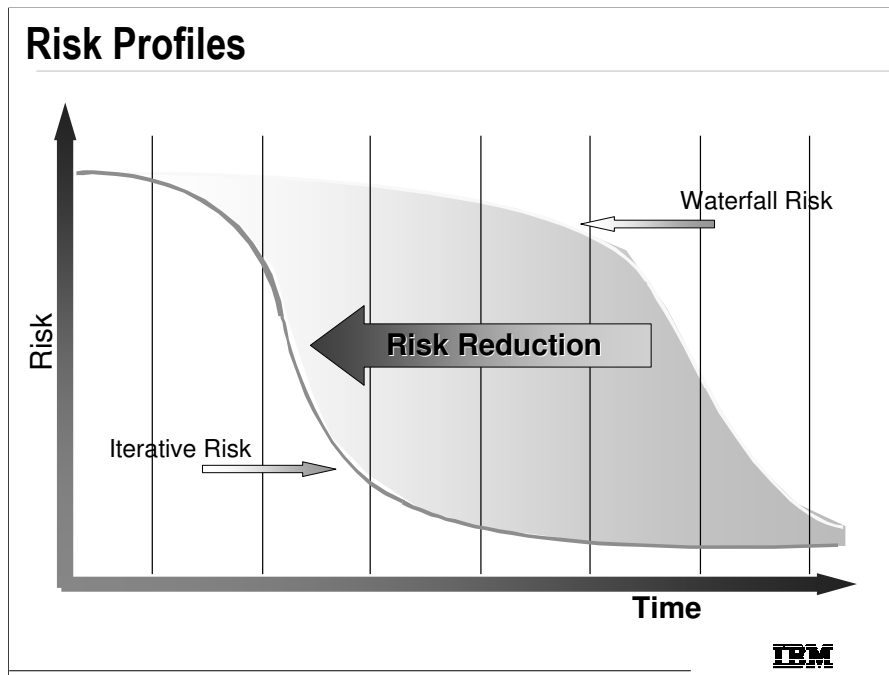 Risk Profiles
Waterfall Risk
Risk
Risk Reduction
Iterative Risk
Time
IBM